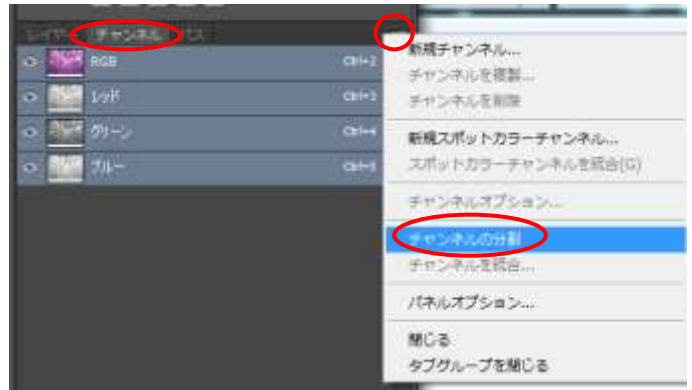 レイヤー チャンネル パス
RGB Ctrl+2
レッド Ctrl+3
グリーン Ctrl+4
ブルー Ctrl+5
新規チャンネル...
チャンネルを複製...
チャンネルを削除
新規スポットカラーチャンネル...
スポットカラーチャンネルを統合(G)
チャンネルオプション...
チャンネルの分割
チャンネルを統合...
パネルオプション...
閉じる
タブグループを閉じる